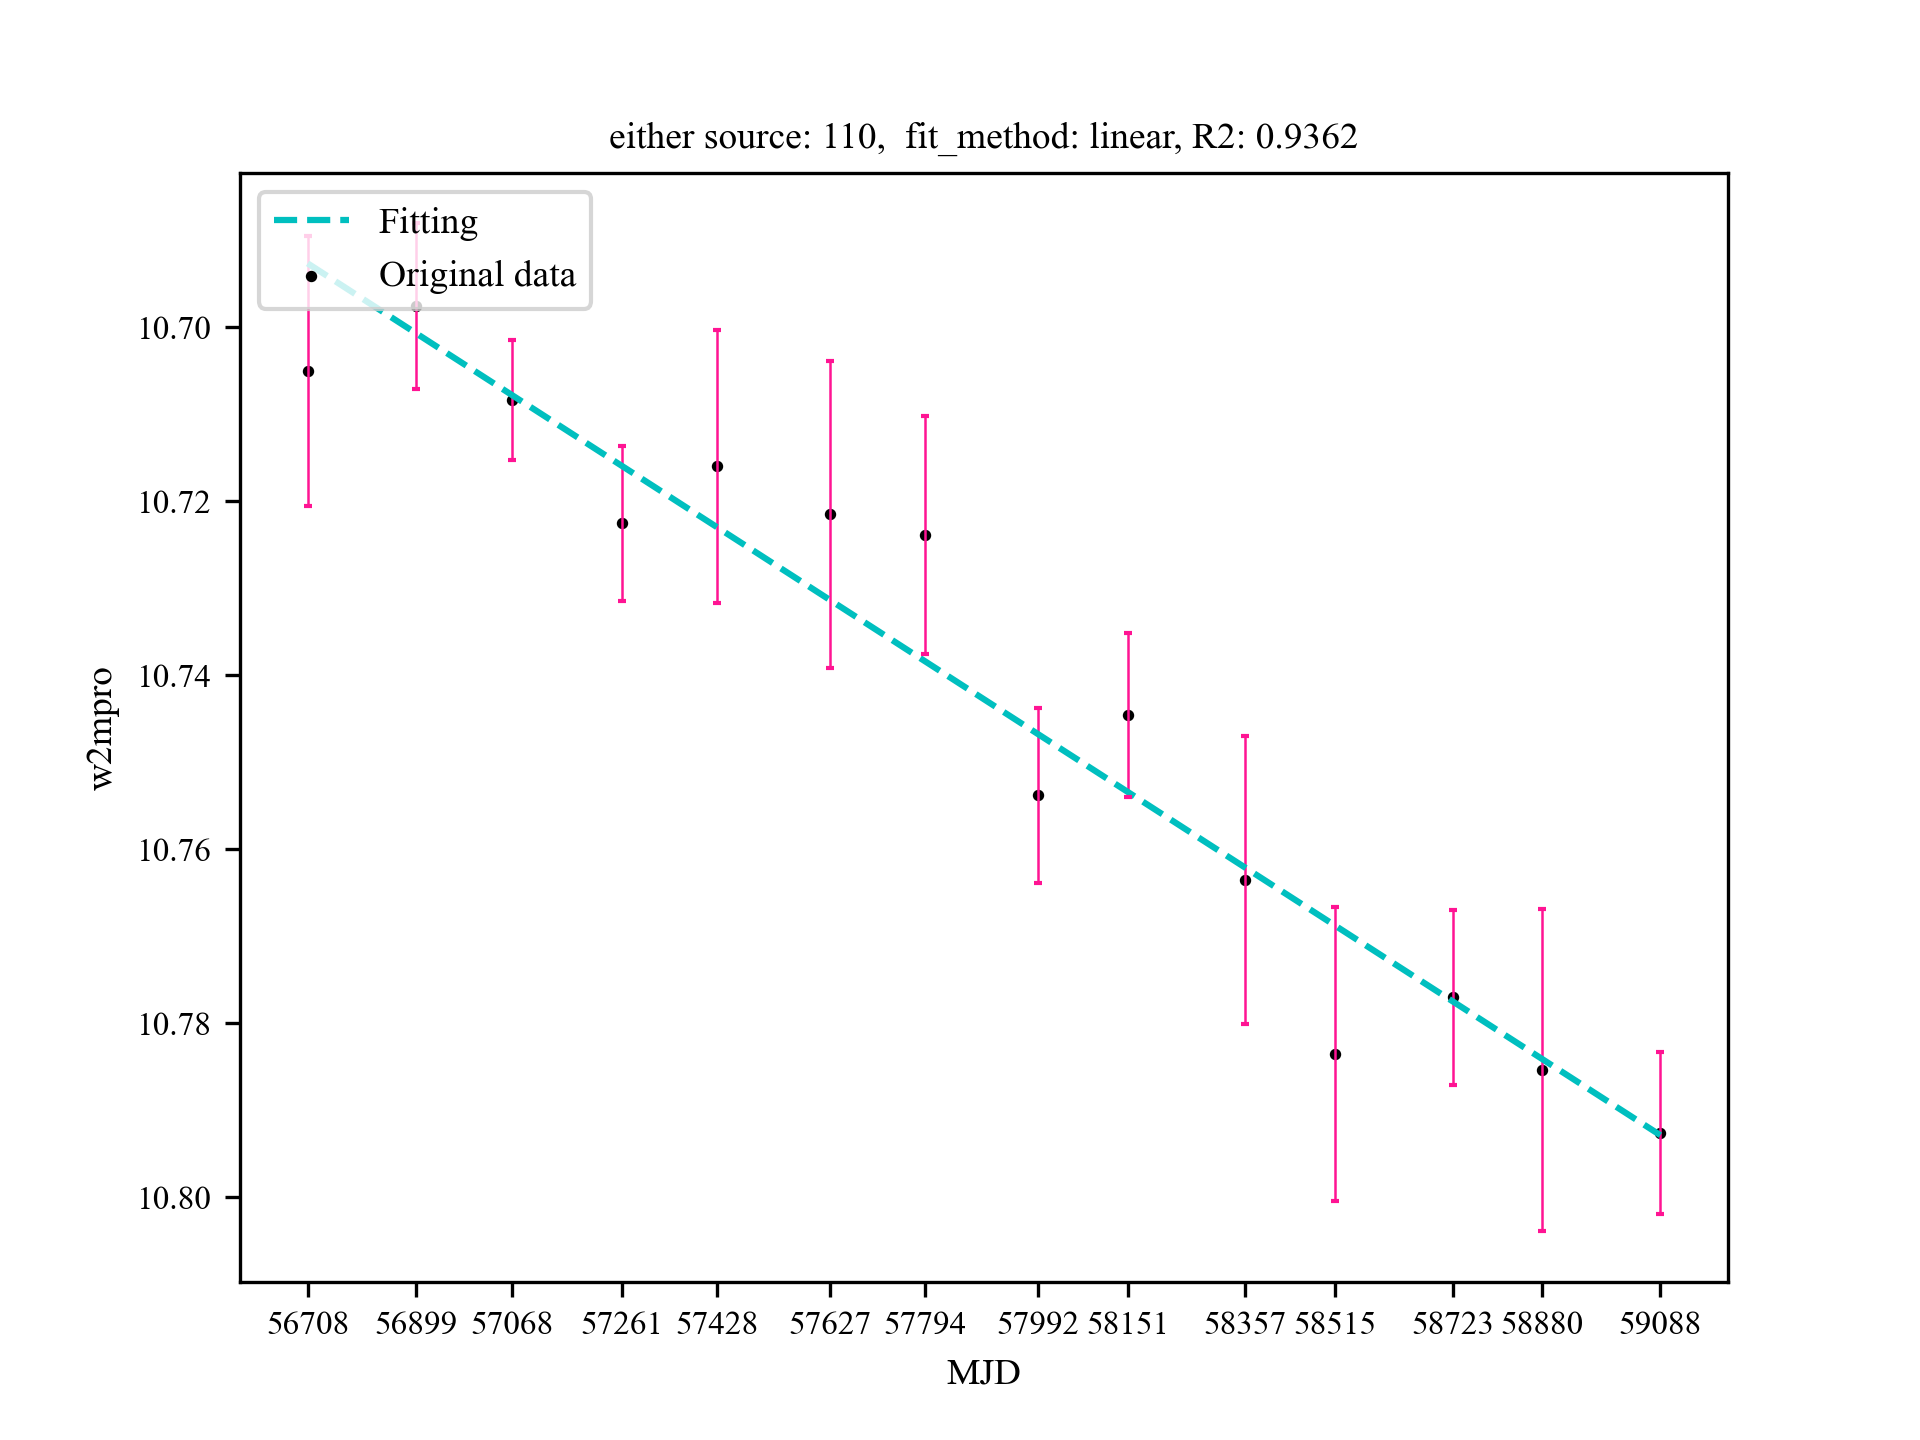 either source: 110,  fit_method: linear, R2: 0.9362
Fitting
Original data
10.70
10.72
10.74
10.76
10.78
10.80
w2mpro
56708 56899 57068 57261 57428 57627 57794 57992 58151 58357 58515 58723 58880 59088
MJD